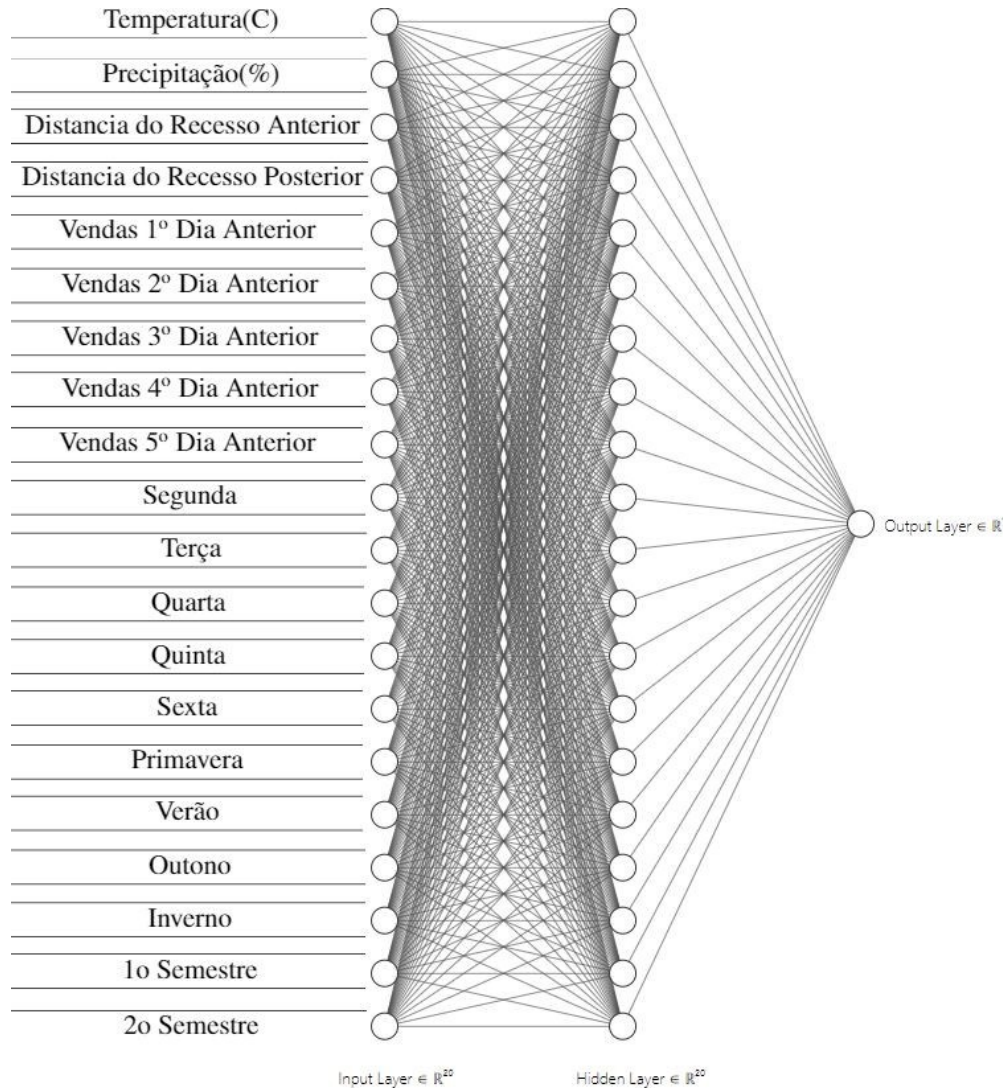 Temperatura(C)
Precipitação(%)
Distancia do Recesso Anterior
Distancia do Recesso Posterior
Vendas 1º Dia Anterior
Vendas 2º Dia Anterior
Vendas 3º Dia Anterior
Vendas 4º Dia Anterior
Vendas 5º Dia Anterior
Segunda
Terça
Quarta
Quinta
Sexta
Primavera
Verão
Outono
Inverno
1o Semestre
2o Semestre
Output Layer ∈ ℝ
Input Layer ∈ ℝ²⁰
Hidden Layer ∈ ℝ²⁰